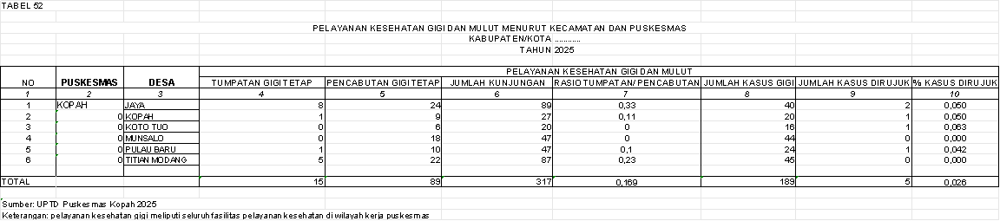 TABEL 52
PELAYANAN KESEHATAN GIGI DAN MULUT MENURUT KECAMATAN DAN PUSKESMAS
KABUPATEN/KOTA ............
TAHUN 2025
PELAYANAN KESEHATAN GIGI DAN MULUT
NO PUSKESMAS DESA TUMPATAN GIGI TETAP PENCABUTAN GIGI TETAP JUMLAH KUNJUNGAN RASIO TUMPATAN/ PENCABUTAN JUMLAH KASUS GIGI JUMLAH KASUS DIRUJUK % KASUS DIRUJUK
1 2 3 4 5 6 7 8 9 10
1 KOPAH JAYA 8 24 89 0,33 40 2 0,050
2 0 KOPAH 1 9 27 0,11 20 1 0,050
3 0 KOTO TUO 0 6 20 0 16 1 0,063
4 0 MUNSALO 0 18 47 0 44 0 0,000
5 0 PULAU BARU 1 10 47 0,1 24 1 0,042
6 0 TITIAN MODANG 5 22 87 0,23 45 0 0,000
TOTAL 15 89 317 0,169 189 5 0,026
Sumber: UPTD Puskesmas Kopah 2025
Keterangan: pelayanan kesehatan gigi meliputi seluruh fasilitas pelayanan kesehatan di wilayah kerja puskesmas